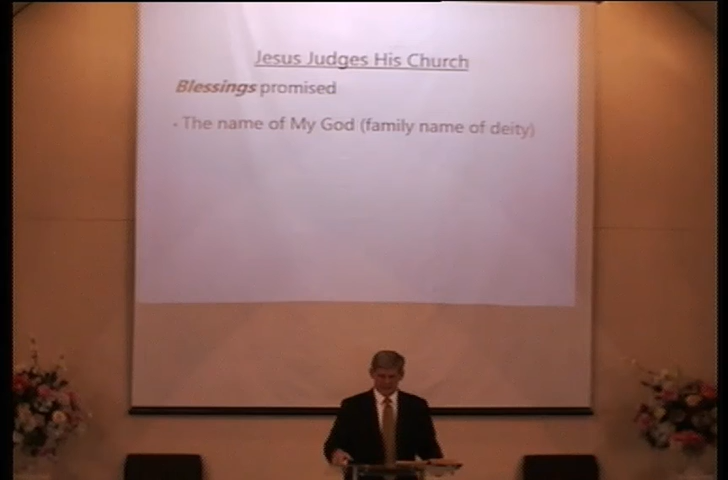 Jesus Judges His Church
Blessings promised
- The name of My God (family name of deity)